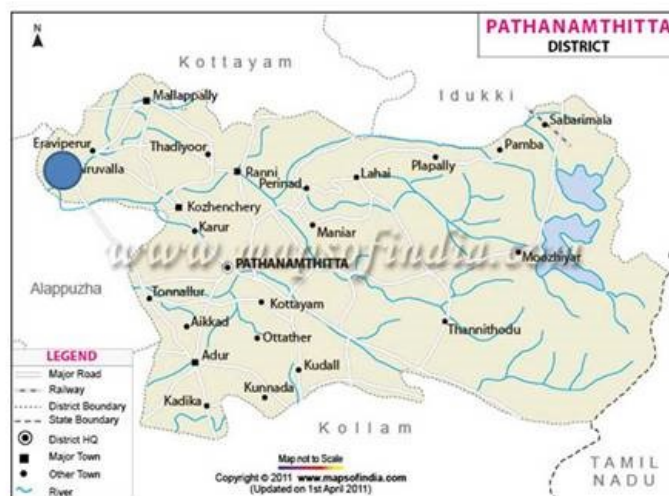 PATHANAMTHITTA
DISTRICT
N
Kottayam
Idukki
Mallappally
Sabarimala
Eraviperur
Thadiyoor
Pamba
Plapally
iruvalla
Ranni
Lahai
Perinad
Kozhenchery
Karur
Maniar
www.mapsofindia.com
Moozhiyar
PATHANAMTHITTA
Alappuzha
Tonnallur
Kottayam
Aikkad
Thannithodu
Ottather
LEGEND
Adur
Kudall
Major Road
Railway
Kunnada
District Boundary
Kadika
State Boundary
Kollam
District HQ
Major Town
Map not to Scale
Other Town
TAMIL
NADU
Copyright © 2011 www.mapsofindia.com
River
(Updated on 1st April 2011)